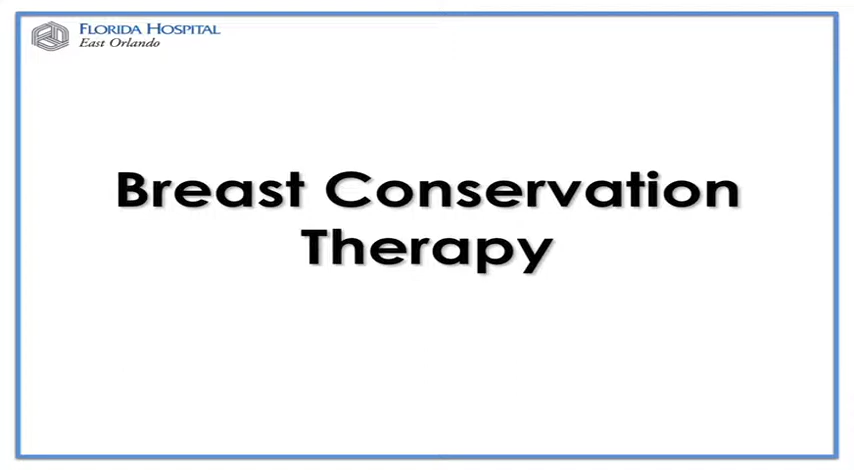 FLORIDA HOSPITAL
East Orlando
Breast Conservation
Therapy